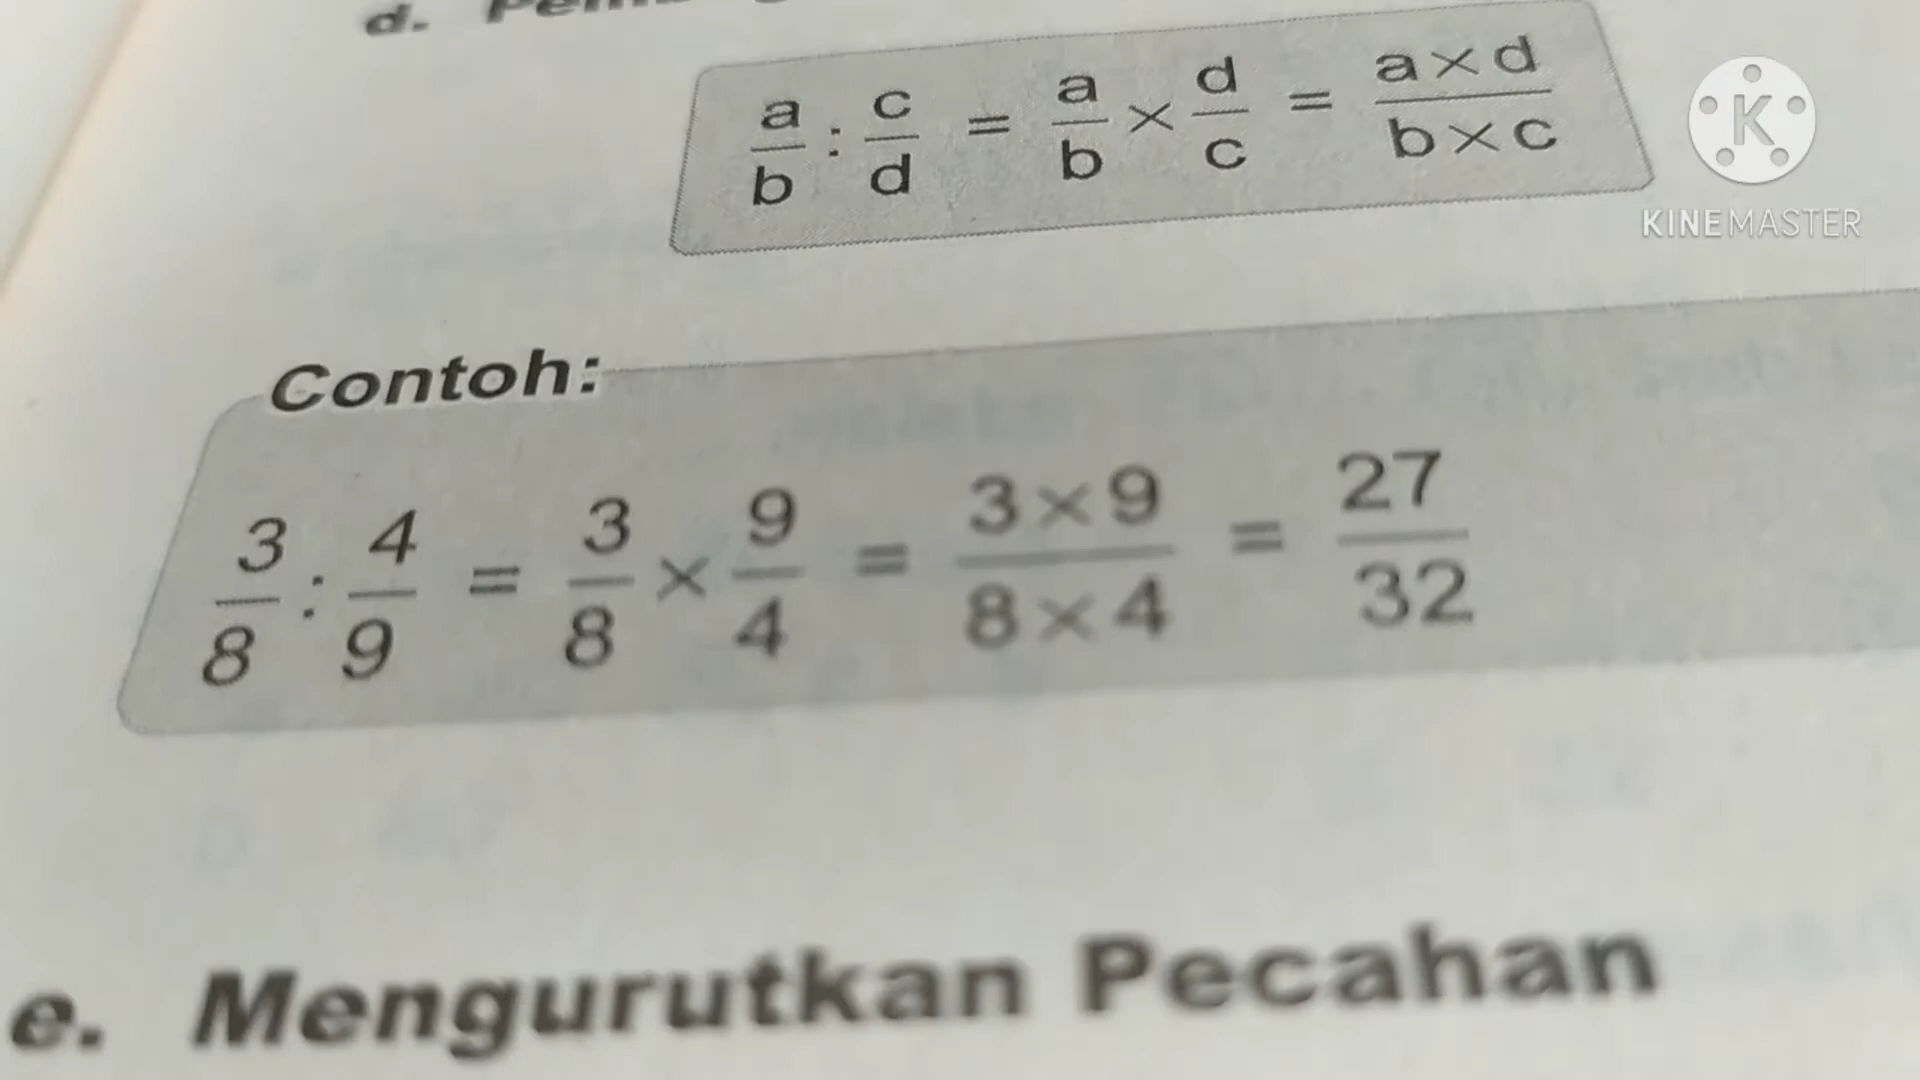 d.
a/b : c/d = a/b × d/c = a×d/b×c
KINEMASTER
Contoh:
3/8 : 4/9 = 3/8 × 9/4 = 3×9/8×4 = 27/32
e. Mengurutkan Pecahan